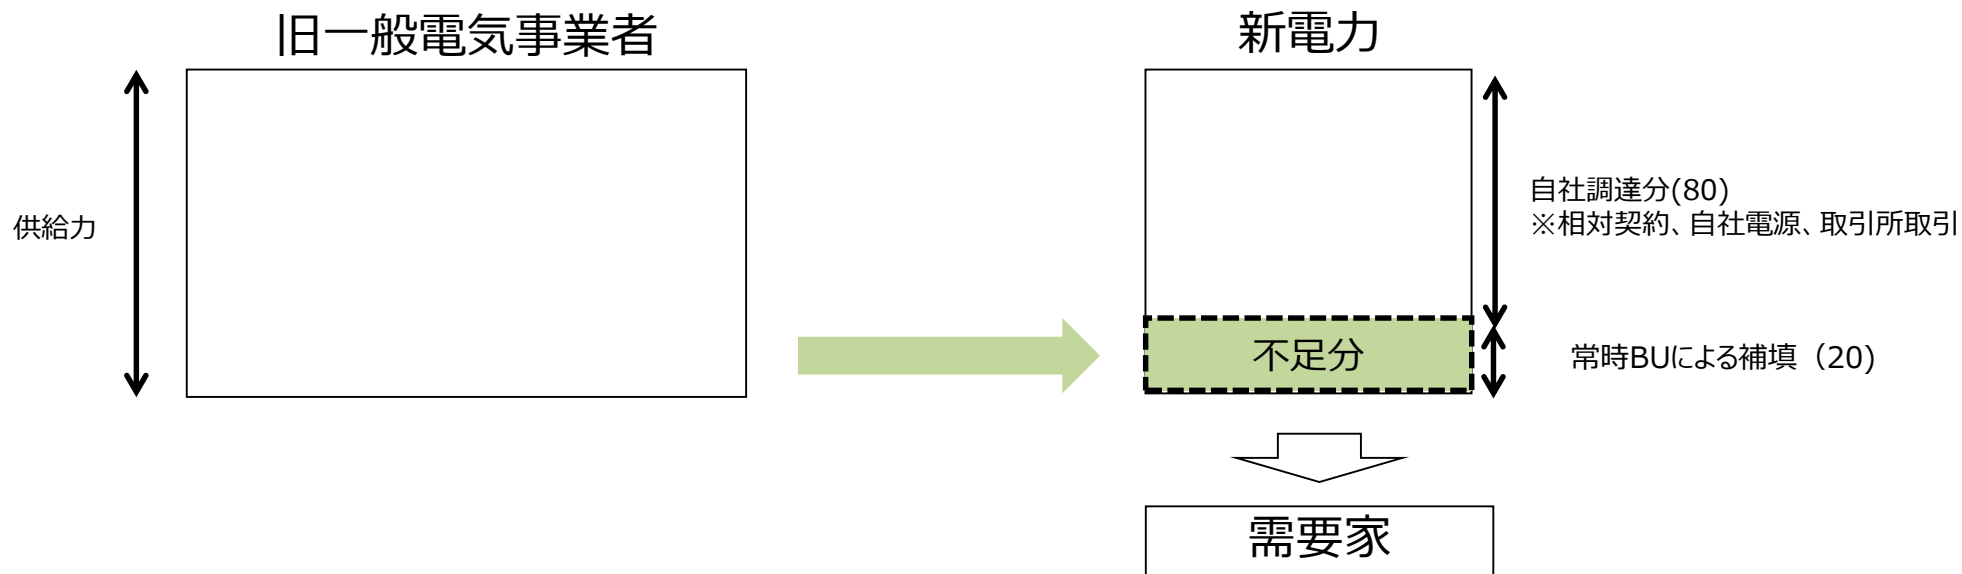 旧一般電気事業者
新電力
供給力
自社調達分(80)
※相対契約、自社電源、取引所取引
不足分
常時BUによる補填（20)
需要家